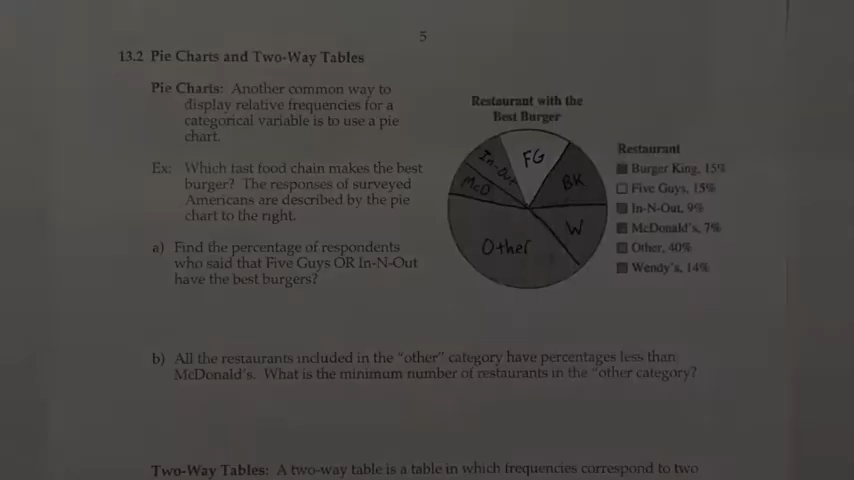 5
13.2 Pie Charts and Two-Way Tables
Pie Charts: Another common way to
display relative frequencies for a
categorical variable is to use a pie
chart.
Ex: Which fast food chain makes the best
burger? The responses of surveyed
Americans are described by the pie
chart to the right.
a) Find the percentage of respondents
who said that Five Guys OR In-N-Out
have the best burgers?
Restaurant with the
Best Burger
In-Out
FG
BK
McD
W
Other
Restaurant
Burger King, 15%
Five Guys, 15%
In-N-Out, 9%
McDonald's, 7%
Other, 40%
Wendy's, 14%
b) All the restaurants included in the "other" category have percentages less than
McDonald's. What is the minimum number of restaurants in the "other category?
Two-Way Tables: A two-way table is a table in which frequencies correspond to two